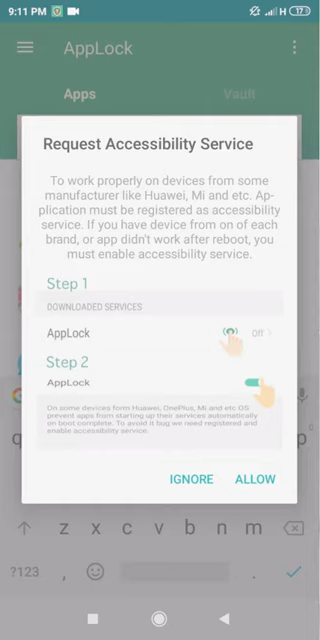 9:11 PM
H 17
AppLock
Apps Vault
Request Accessibility Service
To work properly on devices from some
manufacturer like Huawei, Mi and etc. Ap-
plication must be registered as accessibility
service. If you have device from on of each
brand, or app didn't work after reboot, you
must enable accessibility service.
Step 1
DOWNLOADED SERVICES
AppLock Off
Step 2
AppLock
On some devices form Huawei, OnePlus, Mi and etc OS
prevent apps from starting up their services automatically
on boot complete. To avoid it bug we need registered and
enable accessibility service.
IGNORE ALLOW
G
q p
z x c v b n m
?123 , .